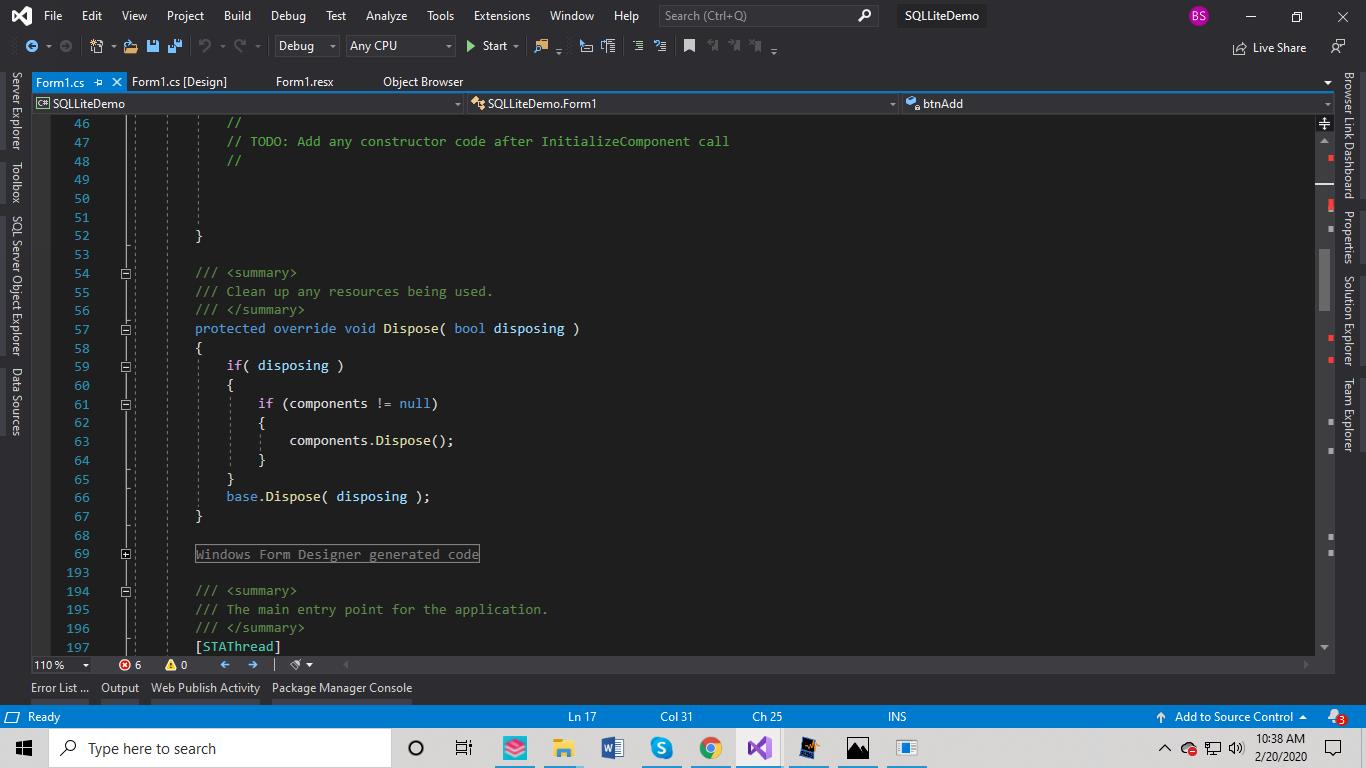 File Edit View Project Build Debug Test Analyze Tools Extensions Window Help Search (Ctrl+Q) SQLLiteDemo BS
Debug Any CPU Start Live Share
Form1.cs Form1.cs [Design] Form1.resx Object Browser
C# SQLLiteDemo SQLLiteDemo.Form1 btnAdd
Server Explorer
Toolbox
SQL Server Object Explorer
Data Sources
46 //
47 // TODO: Add any constructor code after InitializeComponent call
48 //
49
50
51
52 }
53
54 /// <summary>
55 /// Clean up any resources being used.
56 /// </summary>
57 protected override void Dispose( bool disposing )
58 {
59 if( disposing )
60 {
61 if (components != null)
62 {
63 components.Dispose();
64 }
65 }
66 base.Dispose( disposing );
67 }
68
69 Windows Form Designer generated code
193
194 /// <summary>
195 /// The main entry point for the application.
196 /// </summary>
197 [STAThread]
Browser Link Dashboard
Properties
Solution Explorer
Team Explorer
110 % 6 0
Error List ... Output Web Publish Activity Package Manager Console
Ready Ln 17 Col 31 Ch 25 INS Add to Source Control 3
Type here to search W S 10:38 AM
2/20/2020